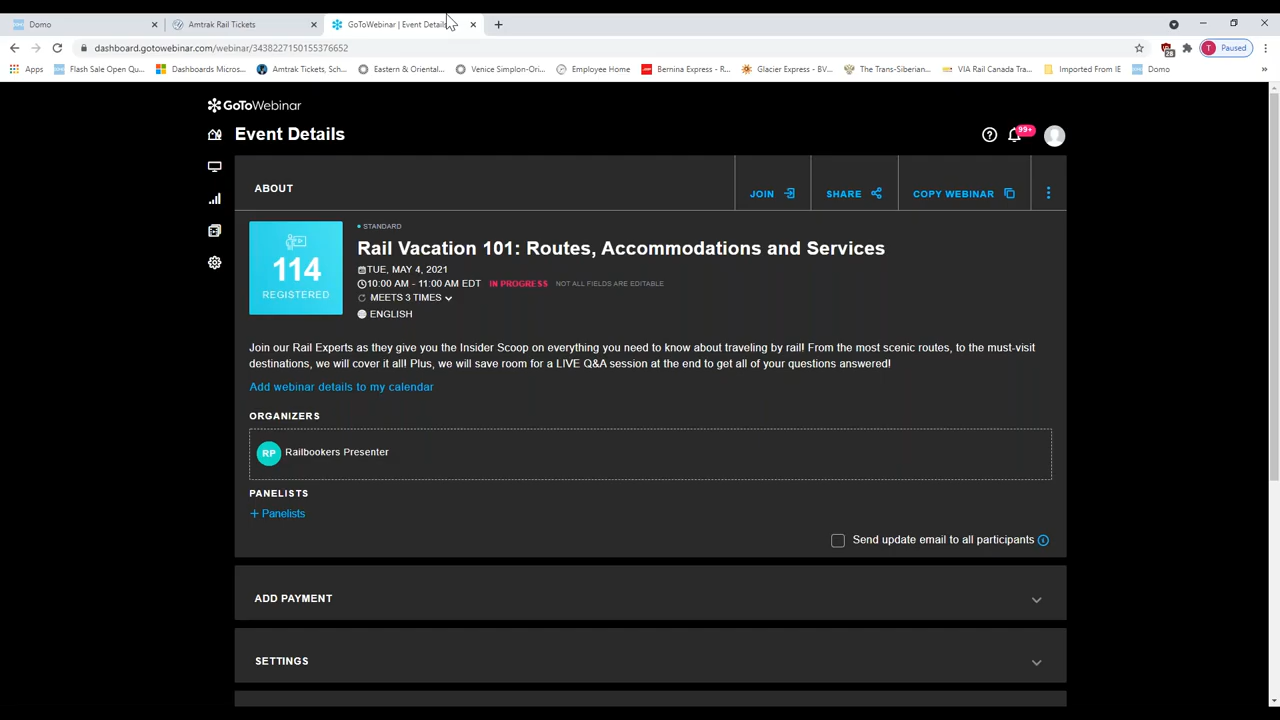 Domo
Amtrak Rail Tickets
GoToWebinar | Event Details
dashboard.gotowebinar.com/webinar/3438227150155376652
28
T Paused
Apps
Flash Sale Open Qu...
Dashboards Micros...
Amtrak Tickets, Sch...
Eastern & Oriental...
Venice Simplon-Ori...
Employee Home
Bernina Express - R...
Glacier Express - BV...
The Trans-Siberian...
VIA Rail Canada Tra...
Imported From IE
Domo
GoToWebinar
Event Details
99+
ABOUT
JOIN
SHARE
COPY WEBINAR
114
REGISTERED
STANDARD
Rail Vacation 101: Routes, Accommodations and Services
TUE, MAY 4, 2021
10:00 AM - 11:00 AM EDT IN PROGRESS NOT ALL FIELDS ARE EDITABLE
MEETS 3 TIMES
ENGLISH
Join our Rail Experts as they give you the Insider Scoop on everything you need to know about traveling by rail! From the most scenic routes, to the must-visit
destinations, we will cover it all! Plus, we will save room for a LIVE Q&A session at the end to get all of your questions answered!
Add webinar details to my calendar
ORGANIZERS
RP Railbookers Presenter
PANELISTS
+ Panelists
Send update email to all participants
ADD PAYMENT
SETTINGS